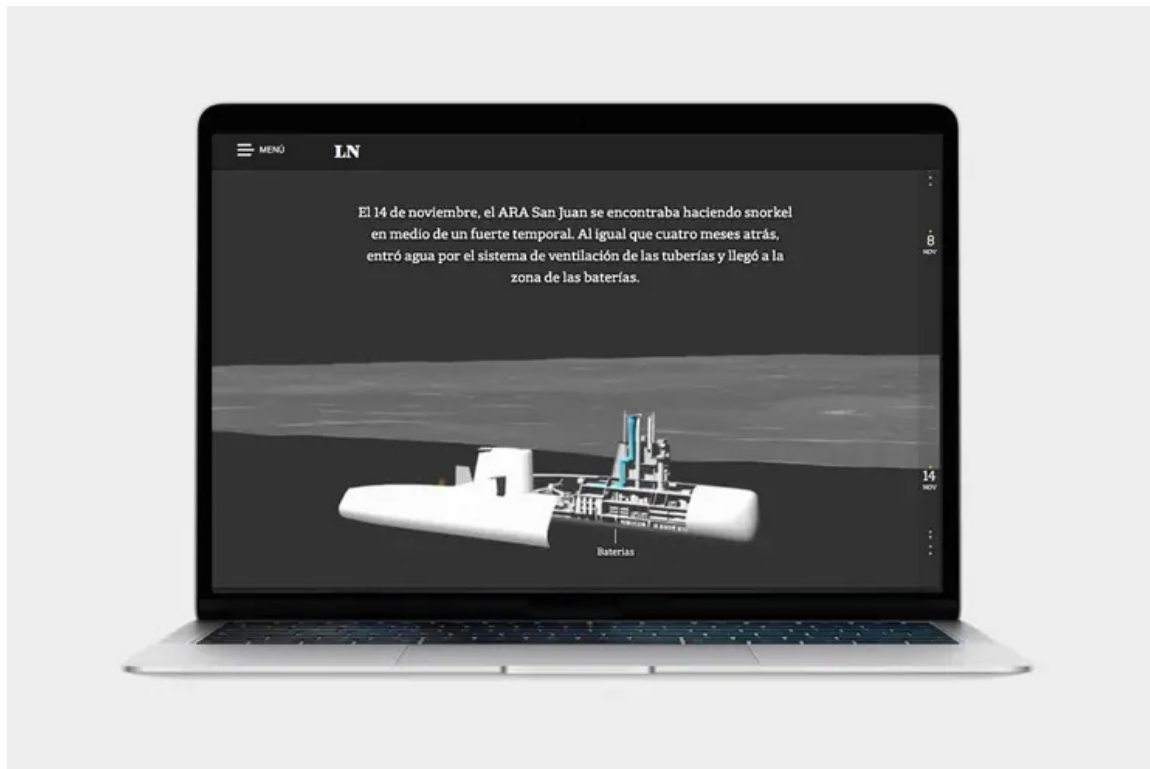 MENÚ
LN
El 14 de noviembre, el ARA San Juan se encontraba haciendo snorkel
en medio de un fuerte temporal. Al igual que cuatro meses atrás,
entró agua por el sistema de ventilación de las tuberías y llegó a la
zona de las baterías.
8
NOV
14
NOV
Baterías